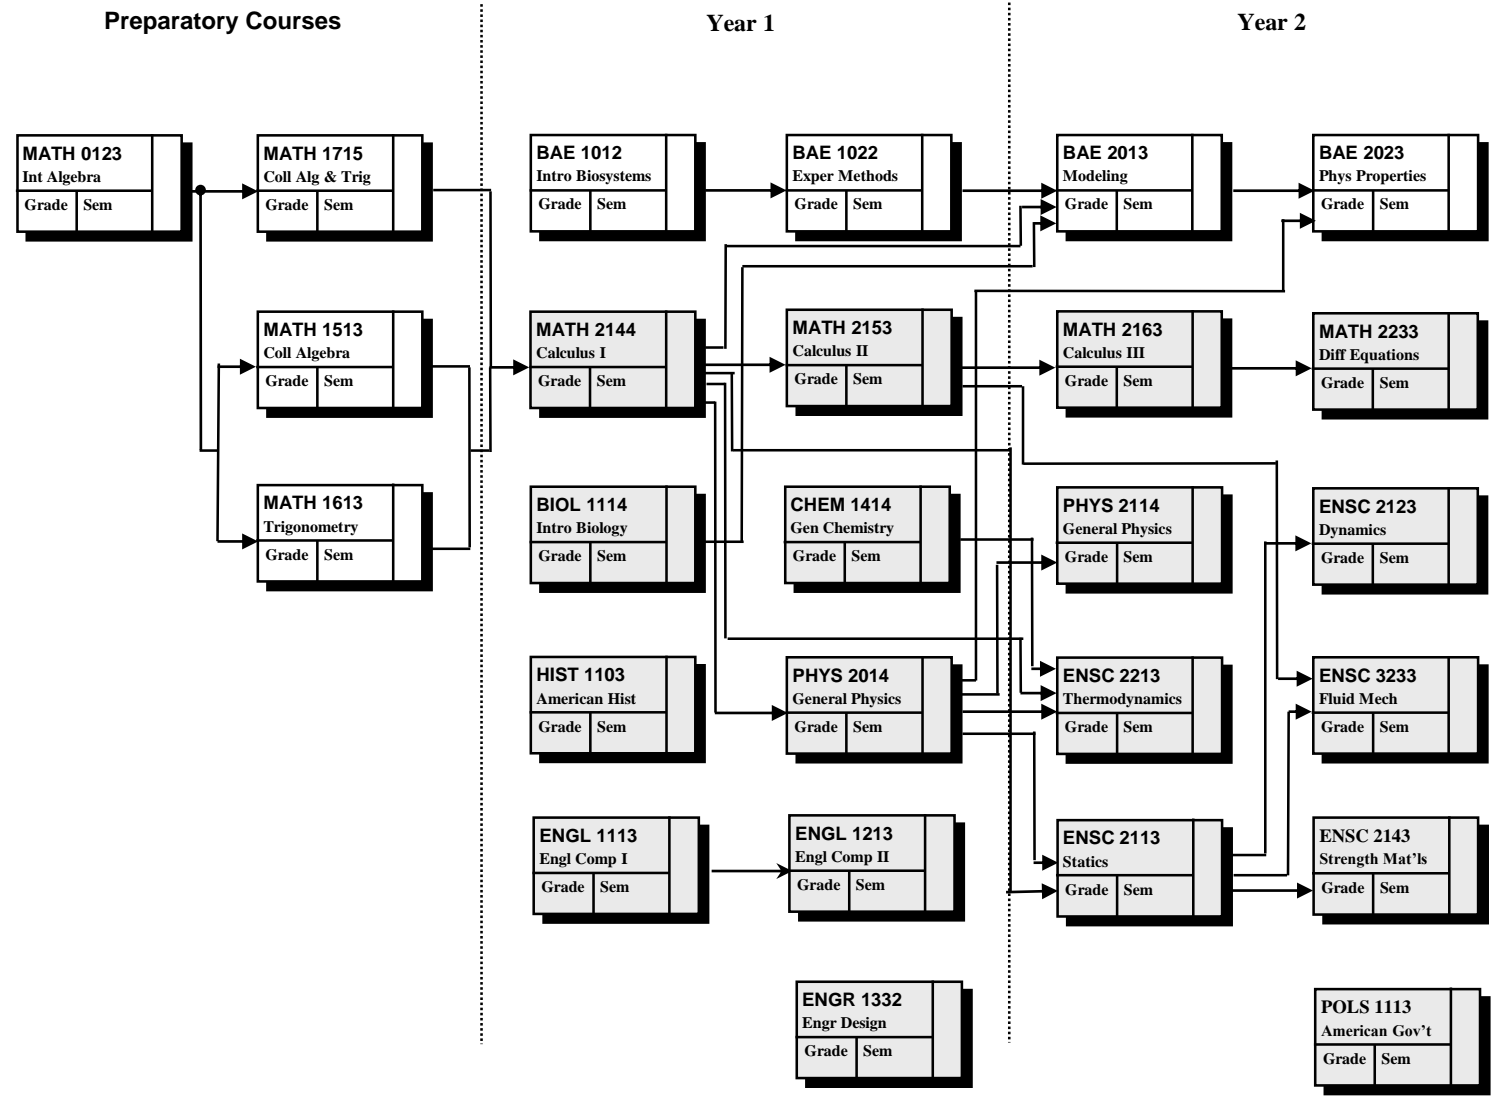 Preparatory Courses
Year 1
Year 2
MATH 0123
Int Algebra
Grade Sem
MATH 1715
Coll Alg & Trig
Grade Sem
BAE 1012
Intro Biosystems
Grade Sem
BAE 1022
Exper Methods
Grade Sem
BAE 2013
Modeling
Grade Sem
BAE 2023
Phys Properties
Grade Sem
MATH 1513
Coll Algebra
Grade Sem
MATH 2144
Calculus I
Grade Sem
MATH 2153
Calculus II
Grade Sem
MATH 2163
Calculus III
Grade Sem
MATH 2233
Diff Equations
Grade Sem
MATH 1613
Trigonometry
Grade Sem
BIOL 1114
Intro Biology
Grade Sem
CHEM 1414
Gen Chemistry
Grade Sem
PHYS 2114
General Physics
Grade Sem
ENSC 2123
Dynamics
Grade Sem
HIST 1103
American Hist
Grade Sem
PHYS 2014
General Physics
Grade Sem
ENSC 2213
Thermodynamics
Grade Sem
ENSC 3233
Fluid Mech
Grade Sem
ENGL 1113
Engl Comp I
Grade Sem
ENGL 1213
Engl Comp II
Grade Sem
ENSC 2113
Statics
Grade Sem
ENSC 2143
Strength Mat’ls
Grade Sem
ENGR 1332
Engr Design
Grade Sem
POLS 1113
American Gov’t
Grade Sem